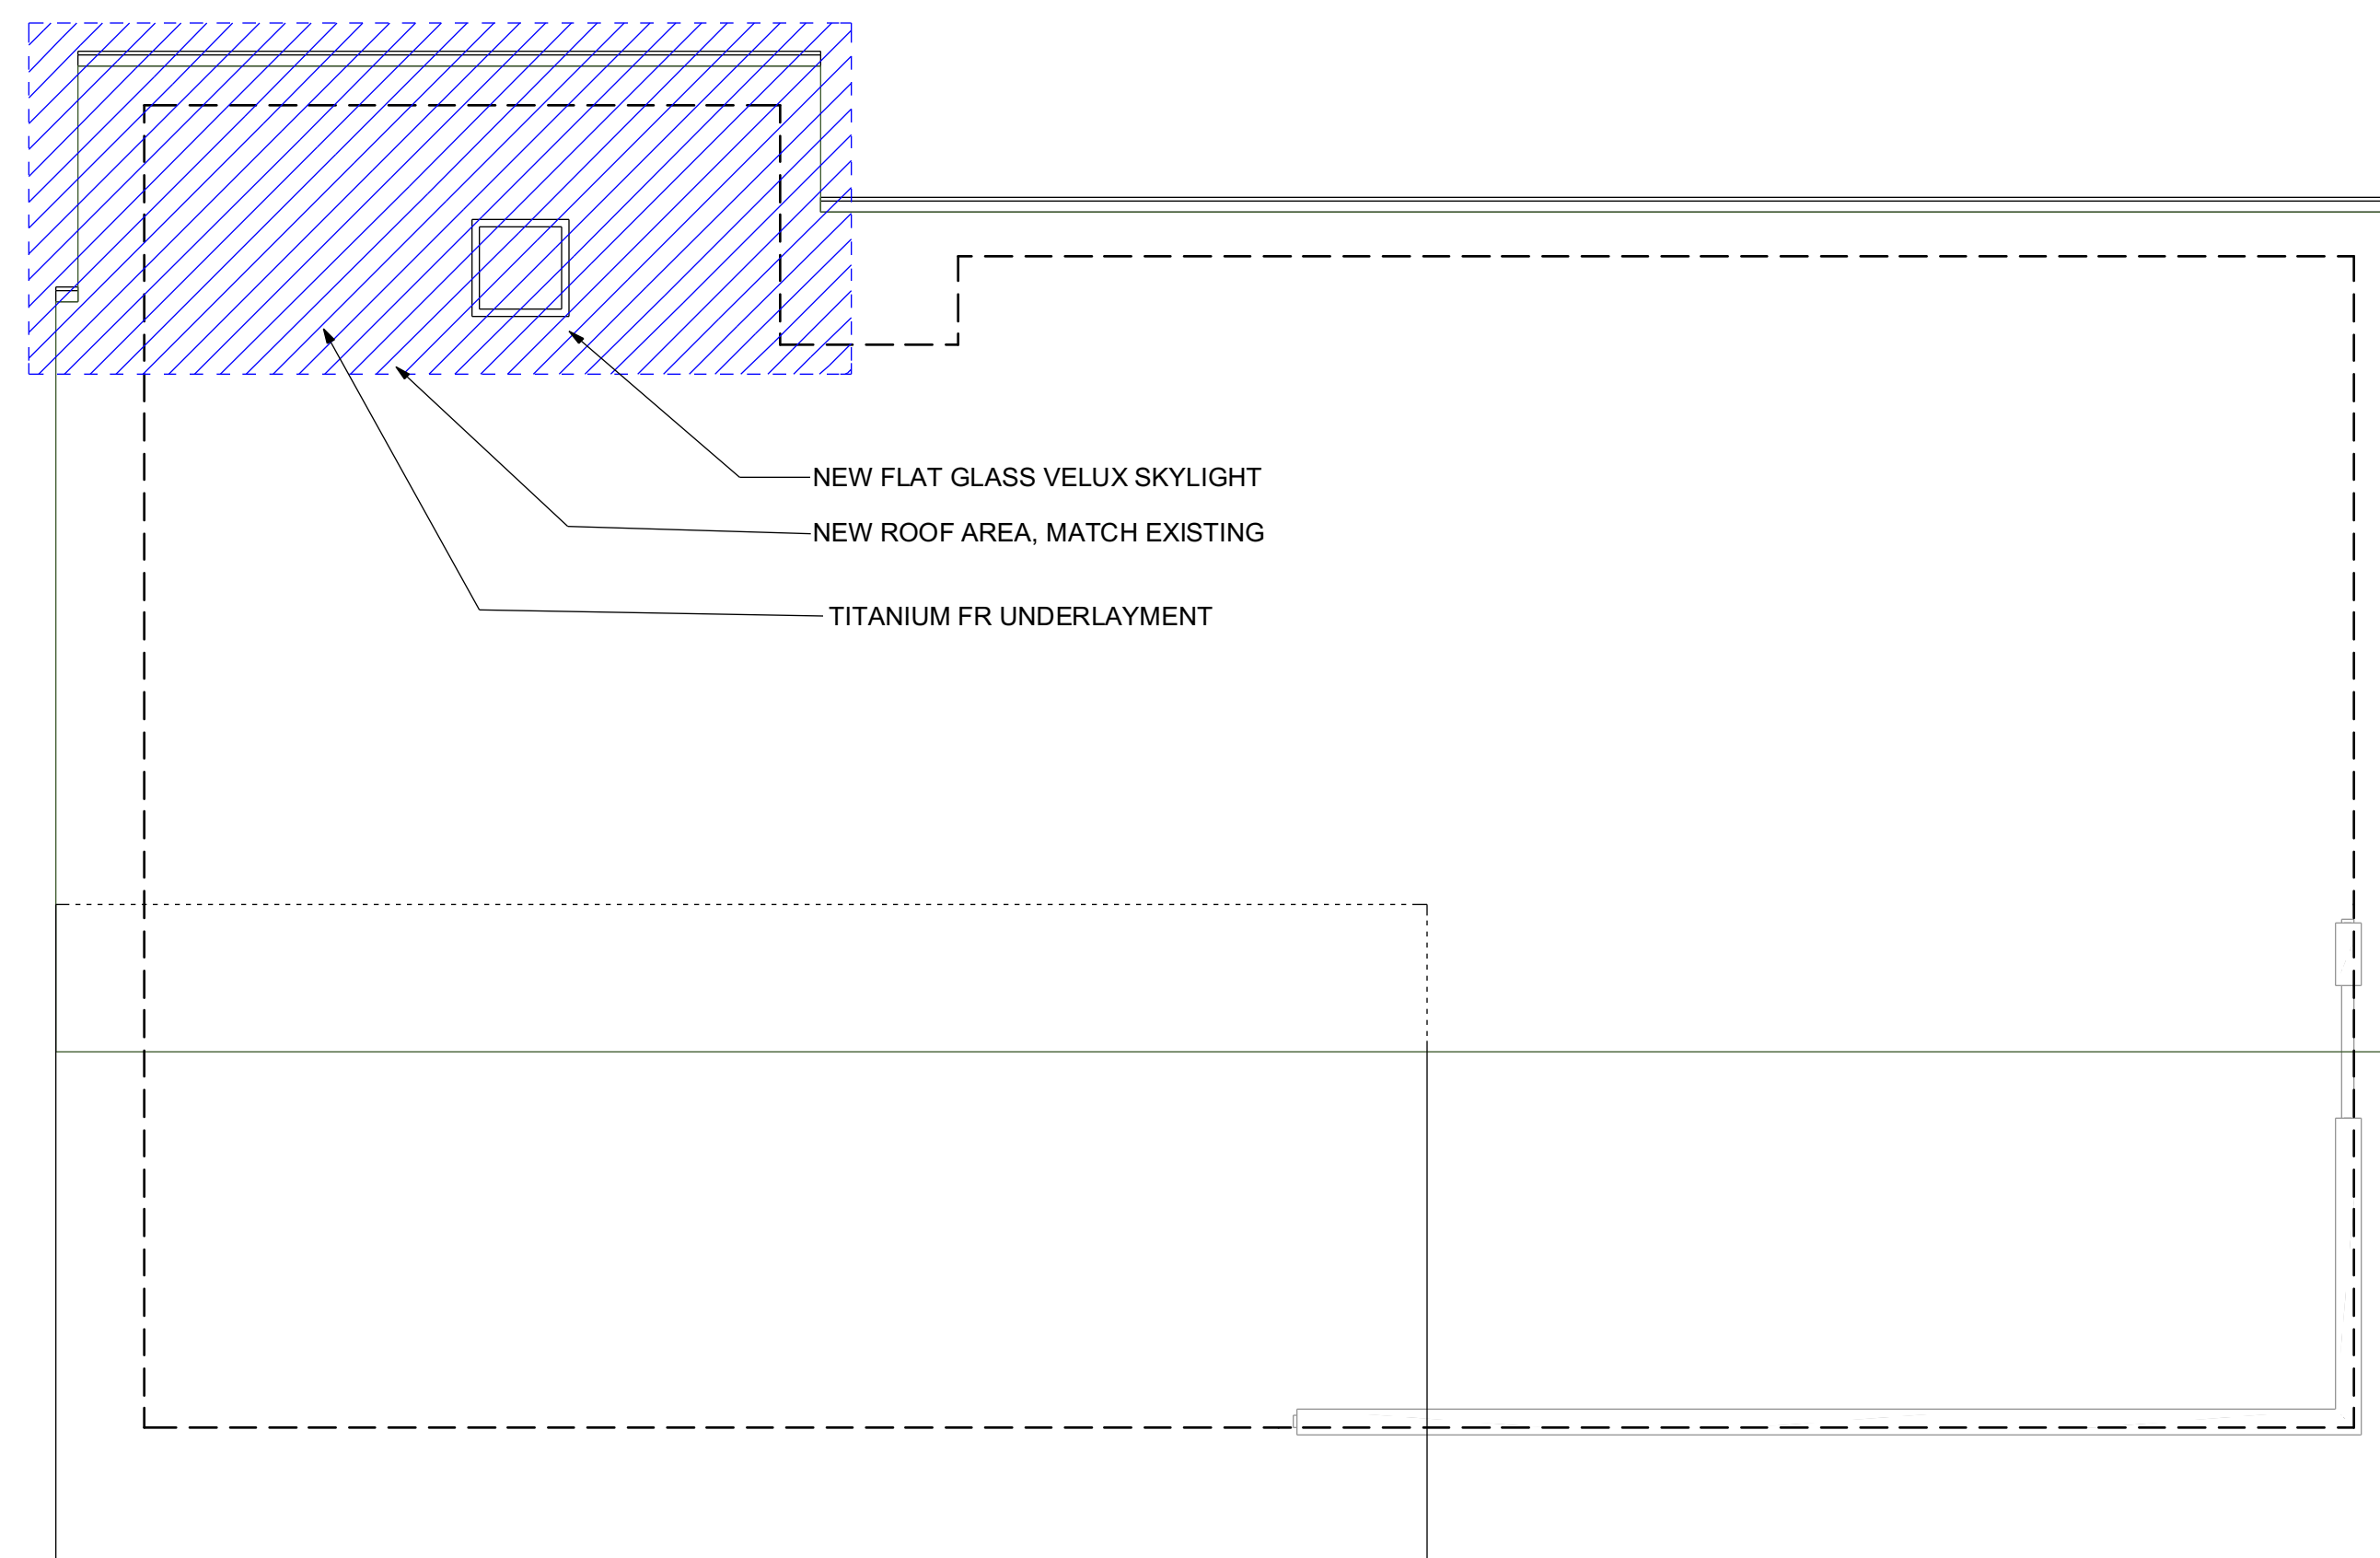 NEW FLAT GLASS VELUX SKYLIGHT
NEW ROOF AREA, MATCH EXISTING
TITANIUM FR UNDERLAYMENT